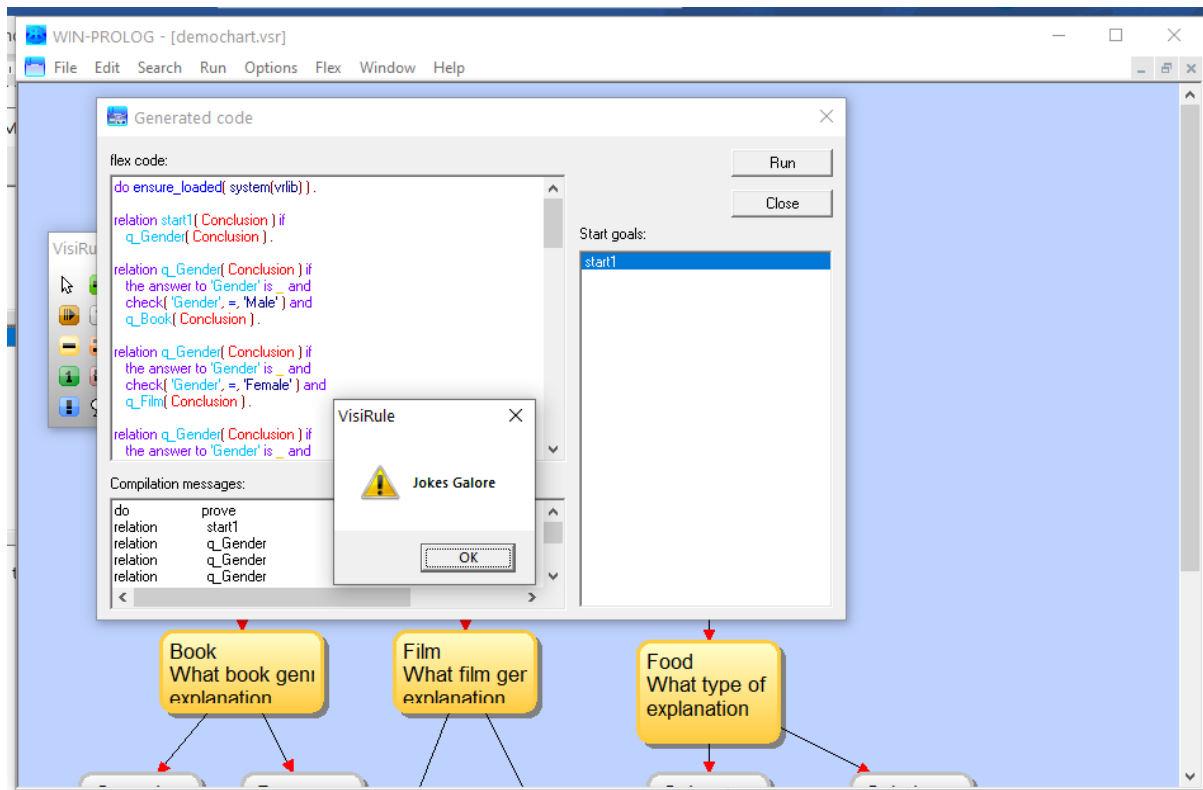 WIN-PROLOG - [demochart.vsr]
File Edit Search Run Options Flex Window Help
Generated code
flex code:
Run
do ensure_loaded( system(vrlib) ) .
Close
relation start1( Conclusion ) if
q_Gender( Conclusion ) .
Start goals:
start1
VisiRu
relation q_Gender( Conclusion ) if
the answer to 'Gender' is _ and
check( 'Gender', =, 'Male' ) and
q_Book( Conclusion ) .
relation q_Gender( Conclusion ) if
the answer to 'Gender' is _ and
check( 'Gender', =, 'Female' ) and
q_Film( Conclusion ) .
relation q_Gender( Conclusion ) if
the answer to 'Gender' is _ and
VisiRule
Jokes Galore
OK
Compilation messages:
do prove
relation start1
relation q_Gender
relation q_Gender
relation q_Gender
Book
What book genr
explanation
Film
What film ger
explanation
Food
What type of
explanation